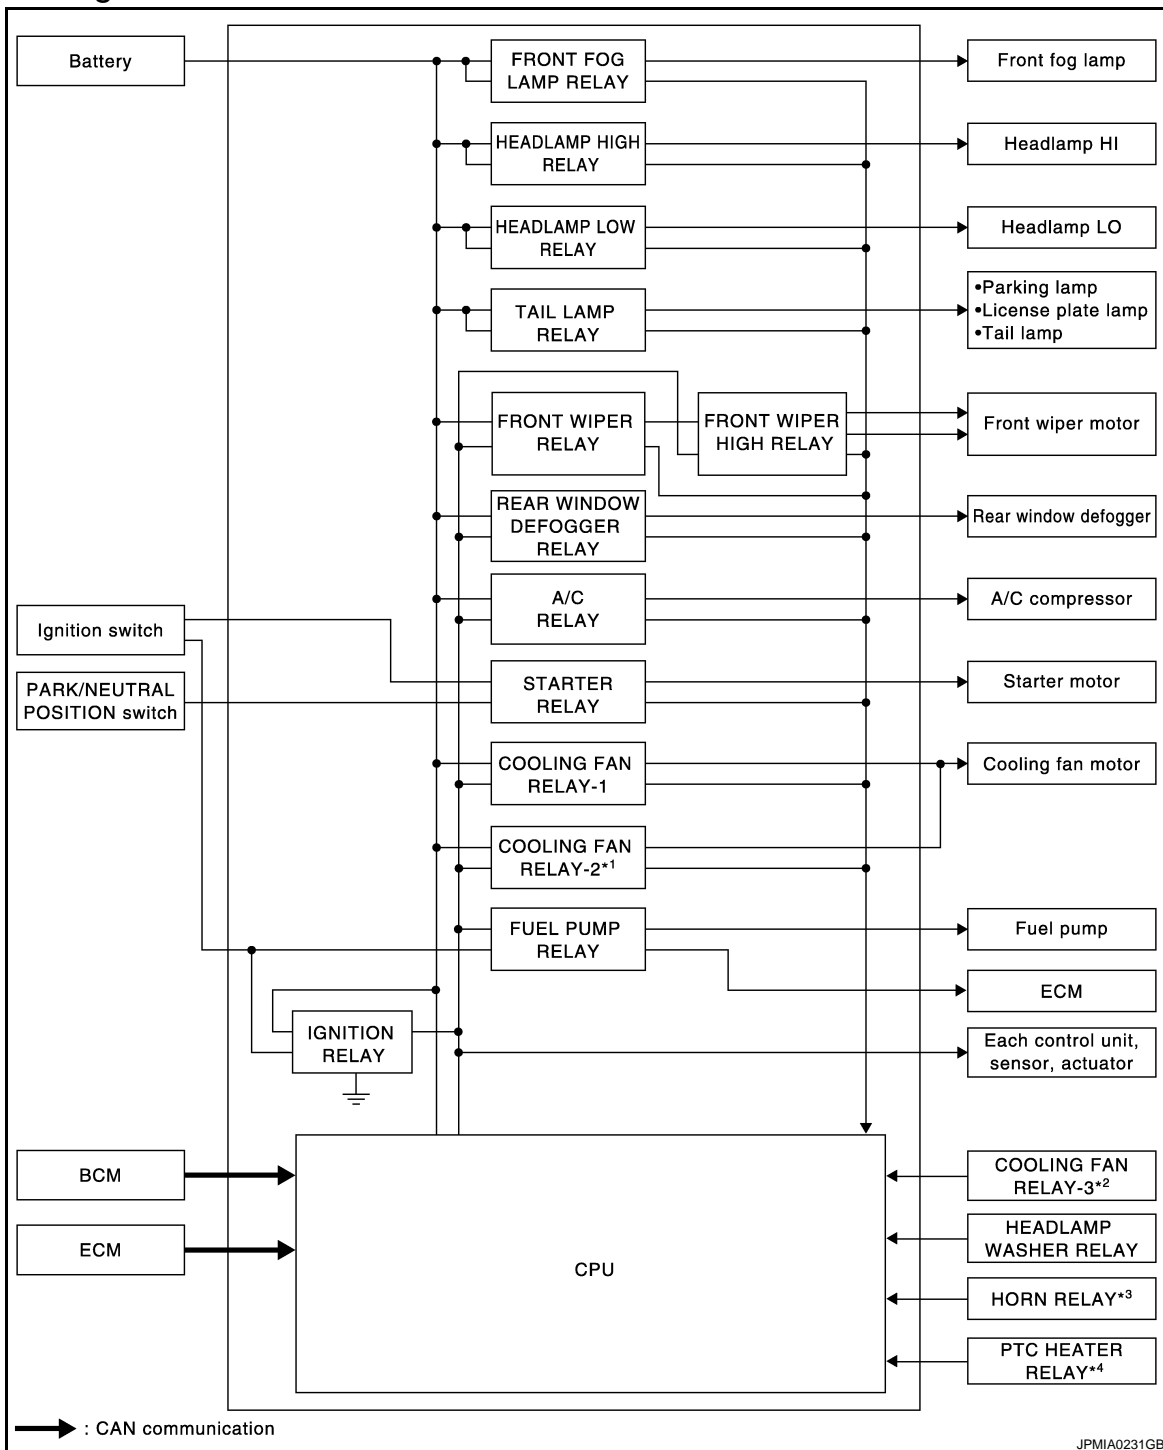 Battery
FRONT FOG
LAMP RELAY
Front fog lamp
HEADLAMP HIGH
RELAY
Headlamp HI
HEADLAMP LOW
RELAY
Headlamp LO
TAIL LAMP
RELAY
•Parking lamp
•License plate lamp
•Tail lamp
FRONT WIPER
RELAY
FRONT WIPER
HIGH RELAY
Front wiper motor
REAR WINDOW
DEFOGGER
RELAY
Rear window defogger
A/C
RELAY
A/C compressor
Ignition switch
PARK/NEUTRAL
POSITION switch
STARTER
RELAY
Starter motor
COOLING FAN
RELAY-1
Cooling fan motor
COOLING FAN
RELAY-2*1
FUEL PUMP
RELAY
Fuel pump
ECM
IGNITION
RELAY
Each control unit,
sensor, actuator
BCM
ECM
CPU
COOLING FAN
RELAY-3*2
HEADLAMP
WASHER RELAY
HORN RELAY*3
PTC HEATER
RELAY*4
: CAN communication
JPMIA0231GB